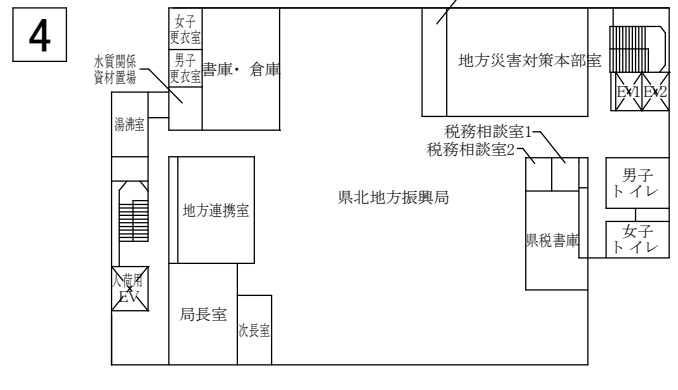 4
女子
更衣室
男子
更衣室
水質関係
資材置場
書庫・倉庫
地方災害対策本部室
EV1
EV2
湯沸室
税務相談室1
税務相談室2
男子
トイレ
地方連携室
県北地方振興局
県税書庫
女子
トイレ
人荷用
EV
局長室
次長室